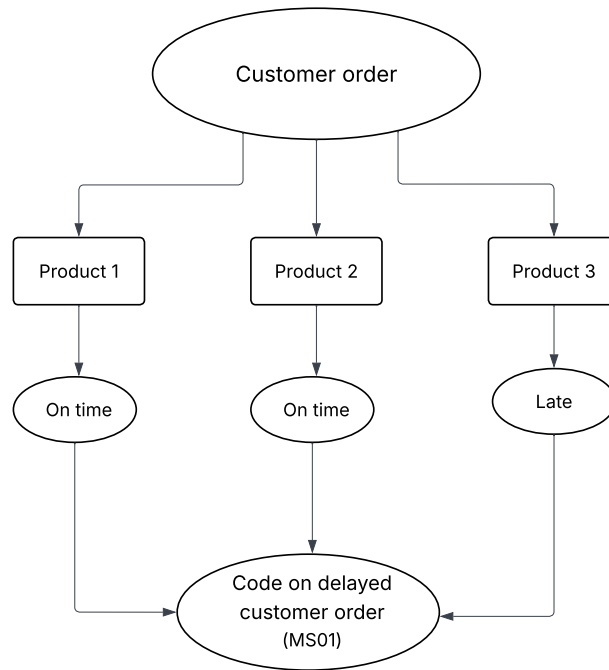 Customer order
Product 1
Product 2
Product 3
On time
On time
Late
Code on delayed
customer order
(MS01)